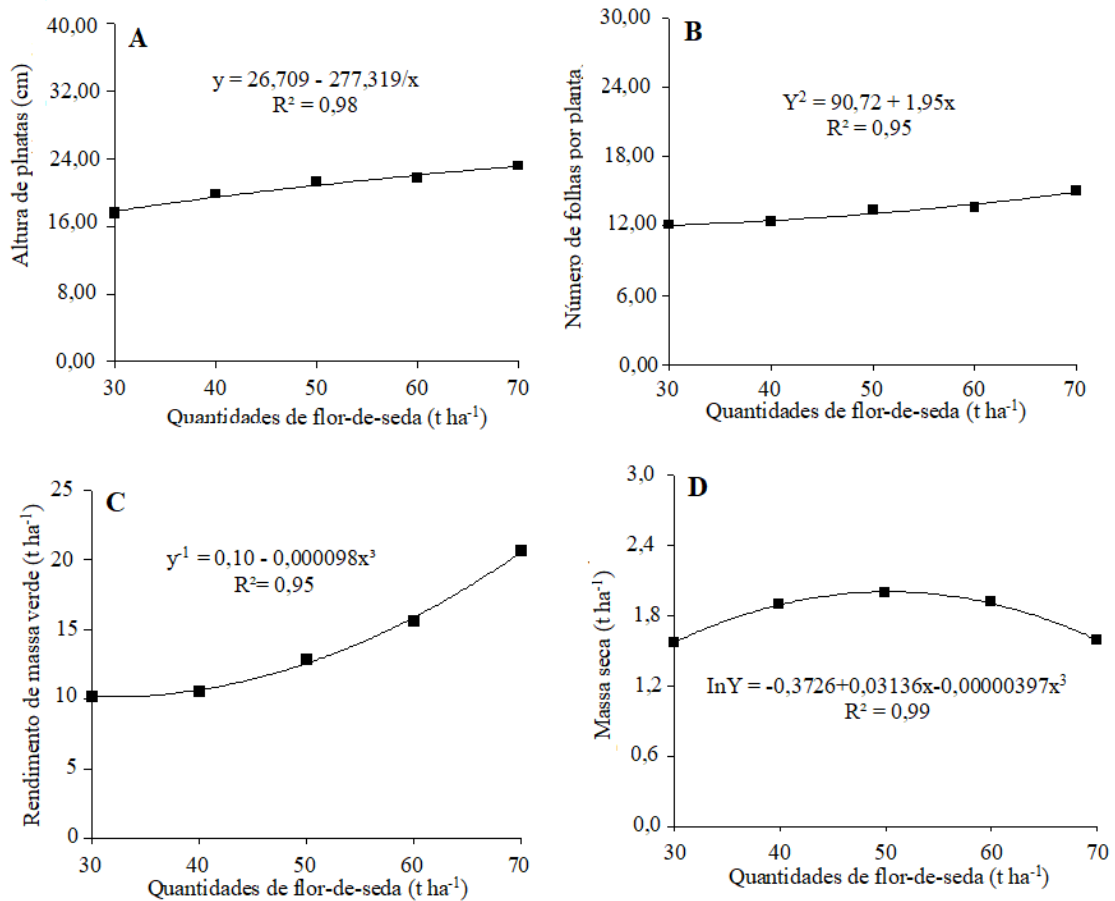 A
y = 26,709 - 277,319/x
R² = 0,98
Altura de plnatas (cm)
40,00
32,00
24,00
16,00
8,00
0,00
30 40 50 60 70
Quantidades de flor-de-seda (t ha⁻¹)
B
Y² = 90,72 + 1,95x
R² = 0,95
Número de folhas por planta.
30,00
24,00
18,00
12,00
6,00
0,00
30 40 50 60 70
Quantidades de flor-de-seda (t ha⁻¹)
C
y⁻¹ = 0,10 - 0,000098x³
R²= 0,95
Rendimento de massa verde (t ha⁻¹)
25
20
15
10
5
0
30 40 50 60 70
Quantidades de flor-de-seda (t ha⁻¹)
D
InY = -0,3726+0,03136x-0,00000397x³
R² = 0,99
Massa seca (t ha⁻¹)
3,0
2,4
1,8
1,2
0,6
0,0
30 40 50 60 70
Quantidades de flor-de-seda (t ha⁻¹)